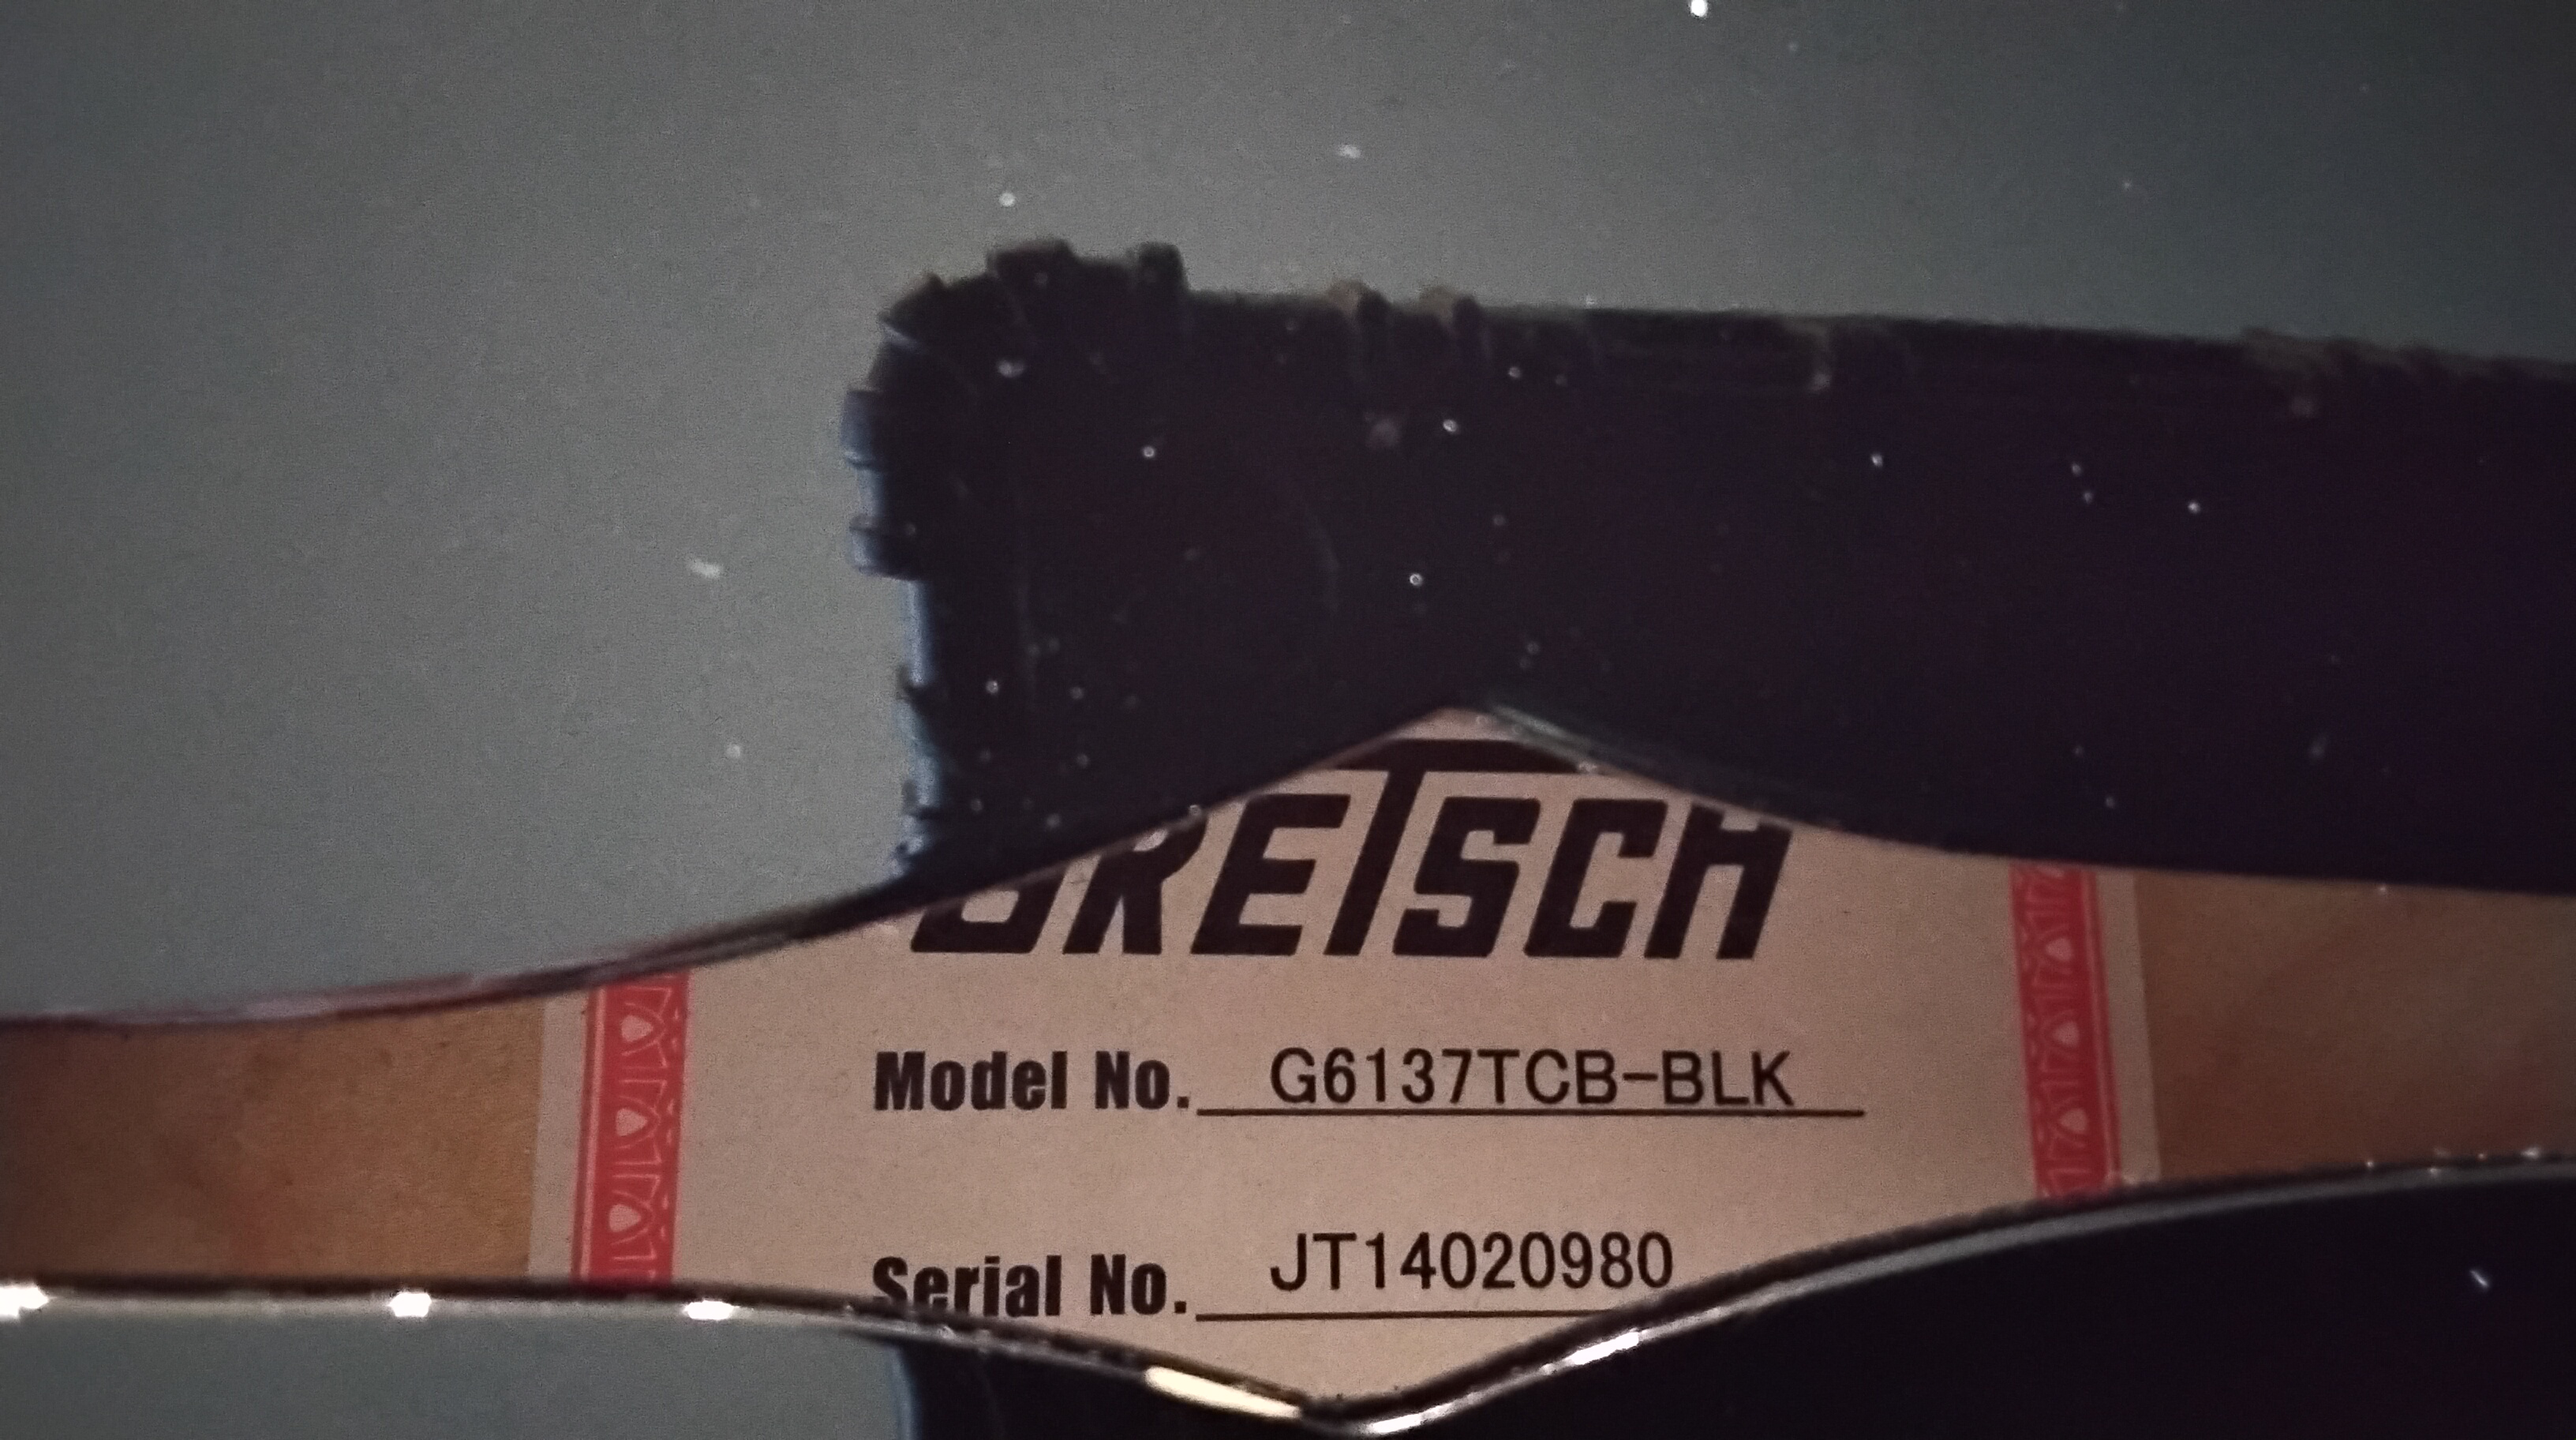 GRETSCH
Model No. G6137TCB-BLK
Serial No. JT14020980